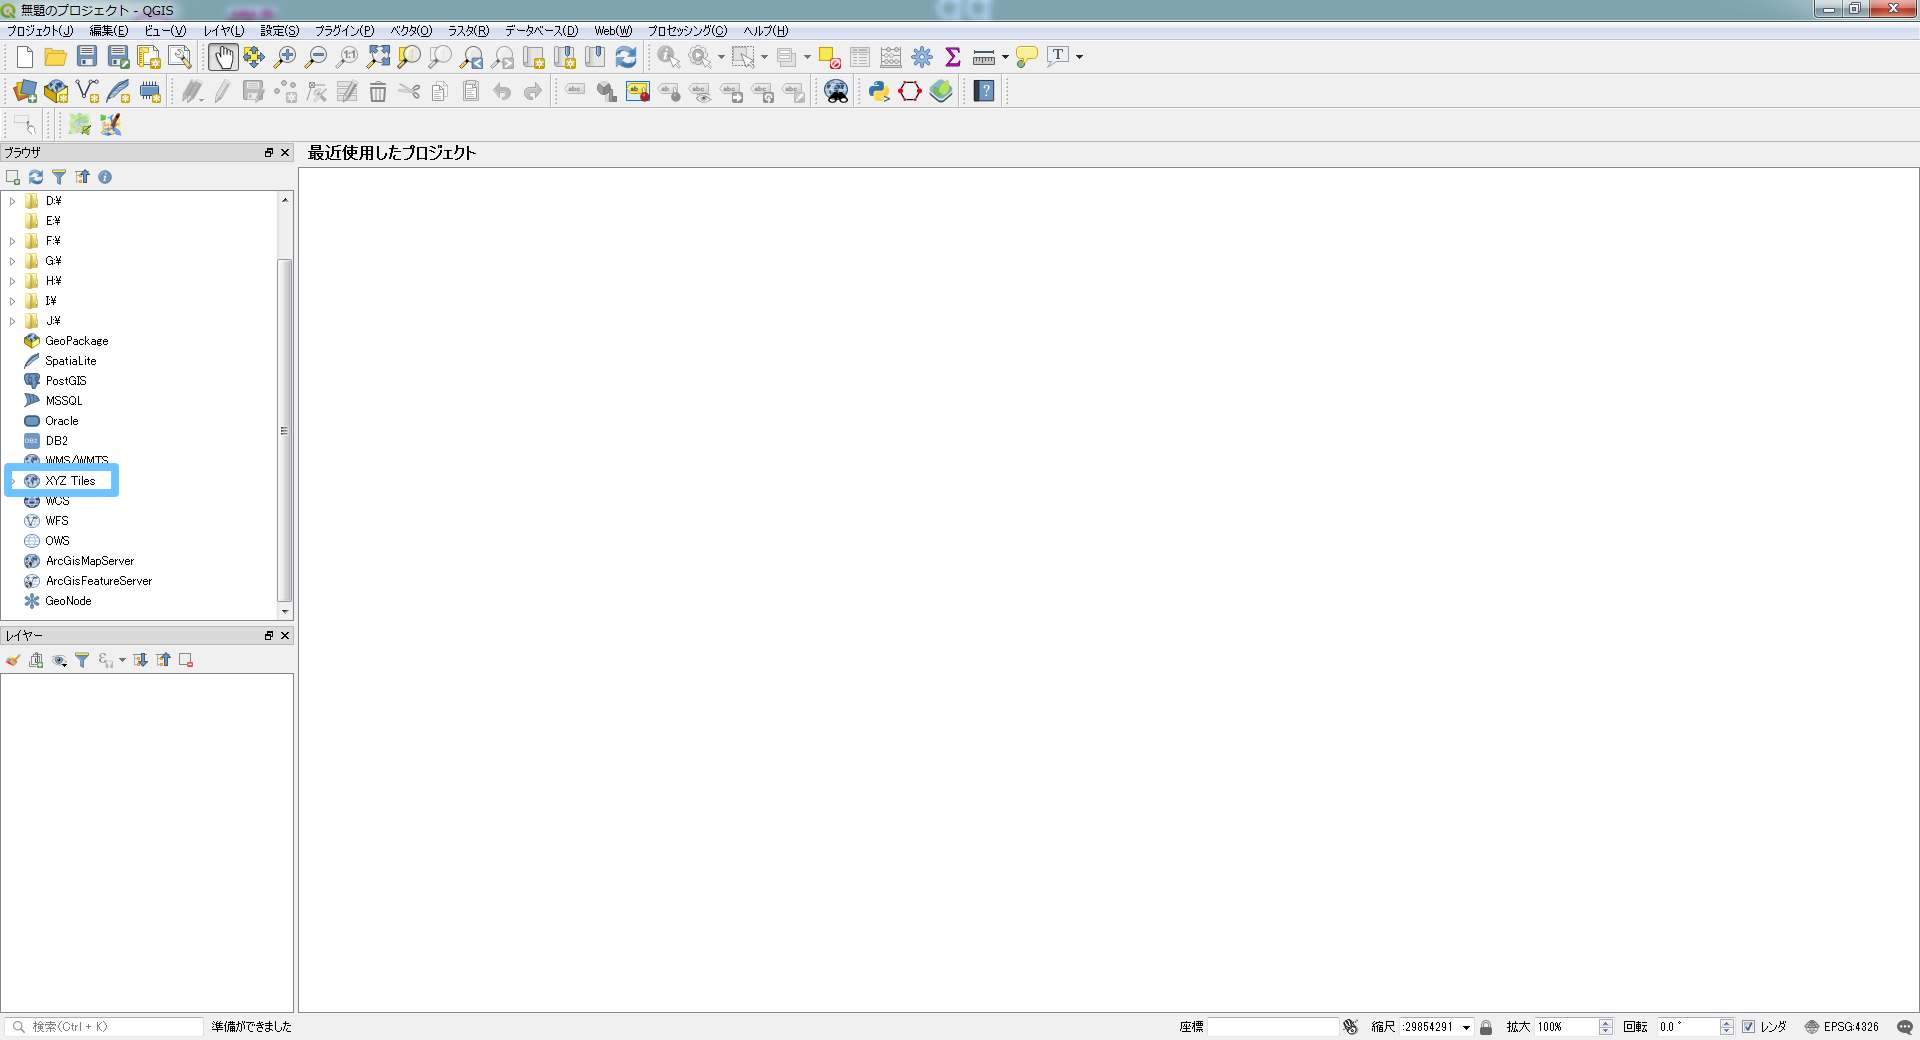 無題のプロジェクト - QGIS
プロジェクト(J) 編集(E) ビュー(V) レイヤ(L) 設定(S) プラグイン(P) ベクタ(O) ラスタ(R) データベース(D) Web(W) プロセッシング(C) ヘルプ(H)
ブラウザ
最近使用したプロジェクト
D:¥
E:¥
F:¥
G:¥
H:¥
I:¥
J:¥
GeoPackage
SpatiaLite
PostGIS
MSSQL
Oracle
DB2
WMS/WMTS
XYZ Tiles
WCS
WFS
OWS
ArcGisMapServer
ArcGisFeatureServer
GeoNode
レイヤー
検索(Ctrl + K) 準備ができました 座標 縮尺 :29854291 拡大 100% 回転 0.0 ° レンダ EPSG:4326